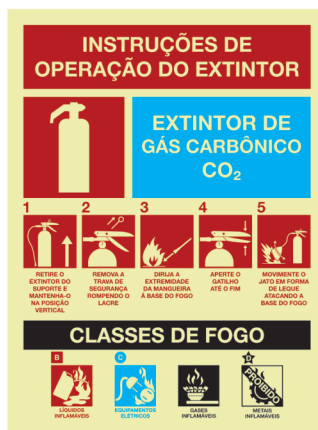 INSTRUÇÕES DE
OPERAÇÃO DO EXTINTOR
EXTINTOR DE
GÁS CARBÔNICO
CO₂
1
RETIRE O
EXTINTOR DO
SUPORTE E
MANTENHA-O
NA POSIÇÃO
VERTICAL
2
REMOVA A
TRAVA DE
SEGURANÇA
ROMPENDO O
LACRE
3
DIRIJA A
EXTREMIDADE
DA MANGUEIRA
À BASE DO FOGO
4
APERTE O
GATILHO
ATÉ O FIM
5
MOVIMENTE O
JATO EM FORMA
DE LEQUE
ATACANDO A
BASE DO FOGO
CLASSES DE FOGO
B
LÍQUIDOS
INFLAMÁVEIS
C
EQUIPAMENTOS
ELÉTRICOS
GASES
INFLAMÁVEIS
D
PROIBIDO
METAIS
INFLAMÁVEIS